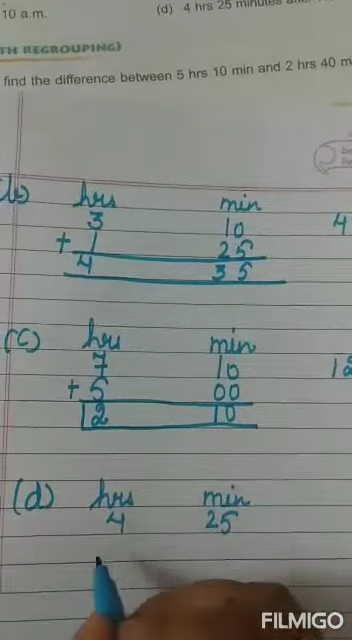 10 a.m.
(d) 4 hrs 25 minutes
TH REGROUPING)
find the difference between 5 hrs 10 min and 2 hrs 40 m
(b) hrs min
3 10 4
+ 1 25
4 35
(c) hrs min
7 10 12
+ 5 00
12 10
(d) hrs min
4 25
FILMIGO